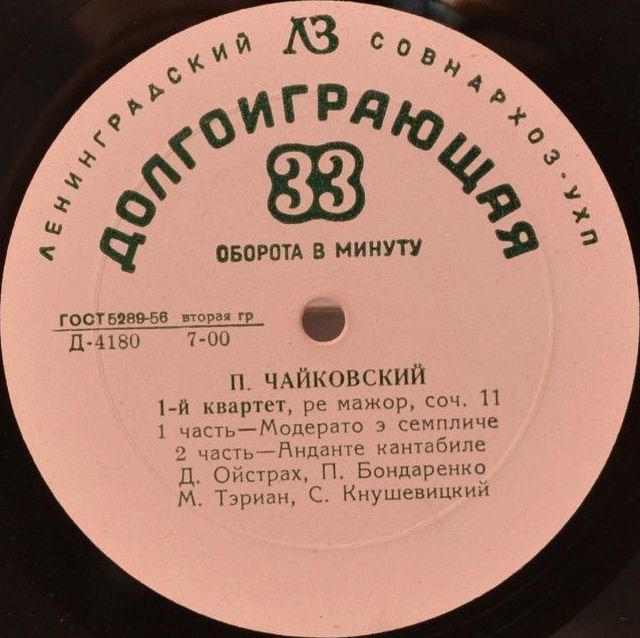 ЛЕНИНГРАДСКИЙ ЛЗ СОВНАРХОЗ·УХП
ДОЛГОИГРАЮЩАЯ
33
ОБОРОТА В МИНУТУ
ГОСТ 5289-56 вторая гр
Д-4180 7-00
П. ЧАЙКОВСКИЙ
1-й квартет, ре мажор, соч. 11
1 часть—Модерато э семпличе
2 часть—Анданте кантабиле
Д. Ойстрах, П. Бондаренко
М. Тэриан, С. Кнушевицкий